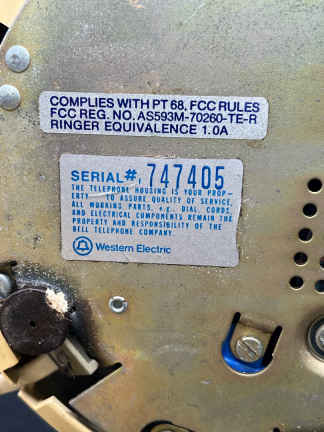 COMPLIES WITH PT 68, FCC RULES
FCC REG. NO. AS593M-70260-TE-R
RINGER EQUIVALENCE 1.0A
SERIAL#, 747405
THE TELEPHONE HOUSING IS YOUR PROP-
ERTY - TO ASSURE QUALITY OF SERVICE,
ALL WORKING PARTS, i.e. DIAL, CORDS,
AND ELECTRICAL COMPONENTS REMAIN THE
PROPERTY AND RESPONSIBILITY OF THE
BELL TELEPHONE COMPANY.
Western Electric